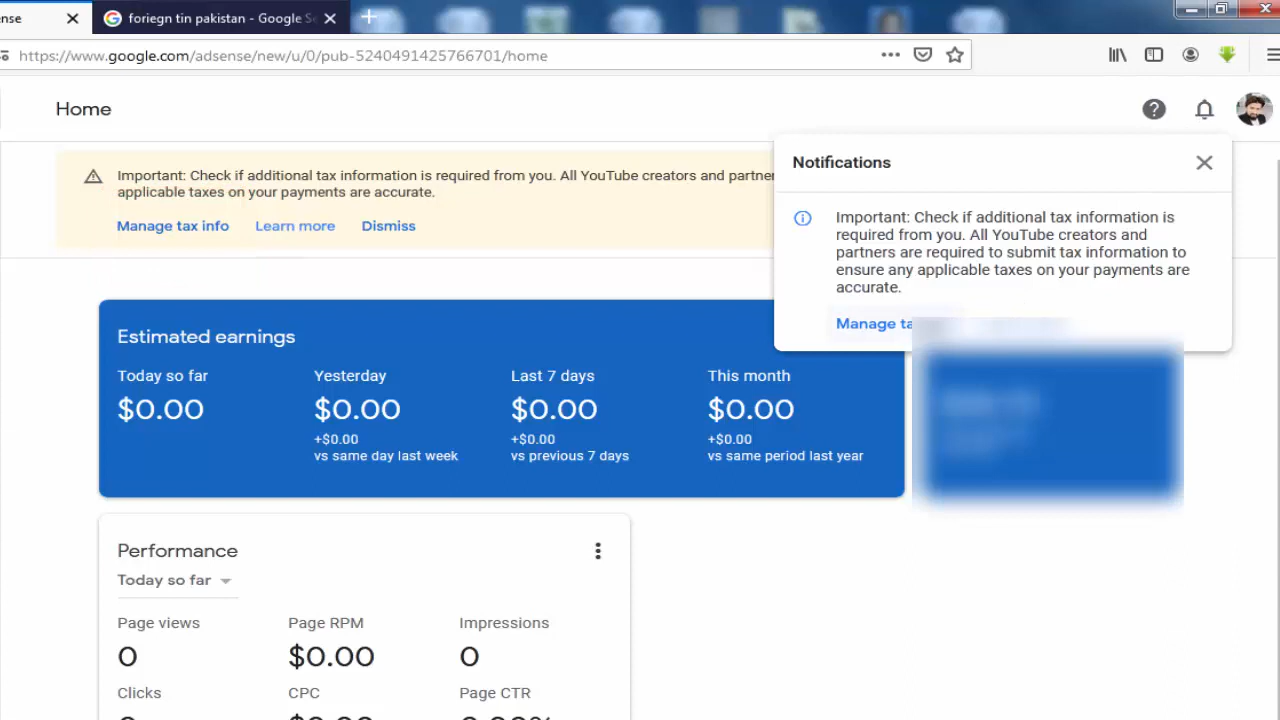 nse
foriegn tin pakistan - Google Se
https://www.google.com/adsense/new/u/0/pub-5240491425766701/home
Home
Important: Check if additional tax information is required from you. All YouTube creators and partner
applicable taxes on your payments are accurate.
Manage tax info Learn more Dismiss
Notifications
Important: Check if additional tax information is
required from you. All YouTube creators and
partners are required to submit tax information to
ensure any applicable taxes on your payments are
accurate.
Manage ta
Estimated earnings
Today so far Yesterday Last 7 days This month
$0.00 $0.00 $0.00 $0.00
+$0.00 +$0.00 +$0.00
vs same day last week vs previous 7 days vs same period last year
Performance
Today so far
Page views Page RPM Impressions
0 $0.00 0
Clicks CPC Page CTR